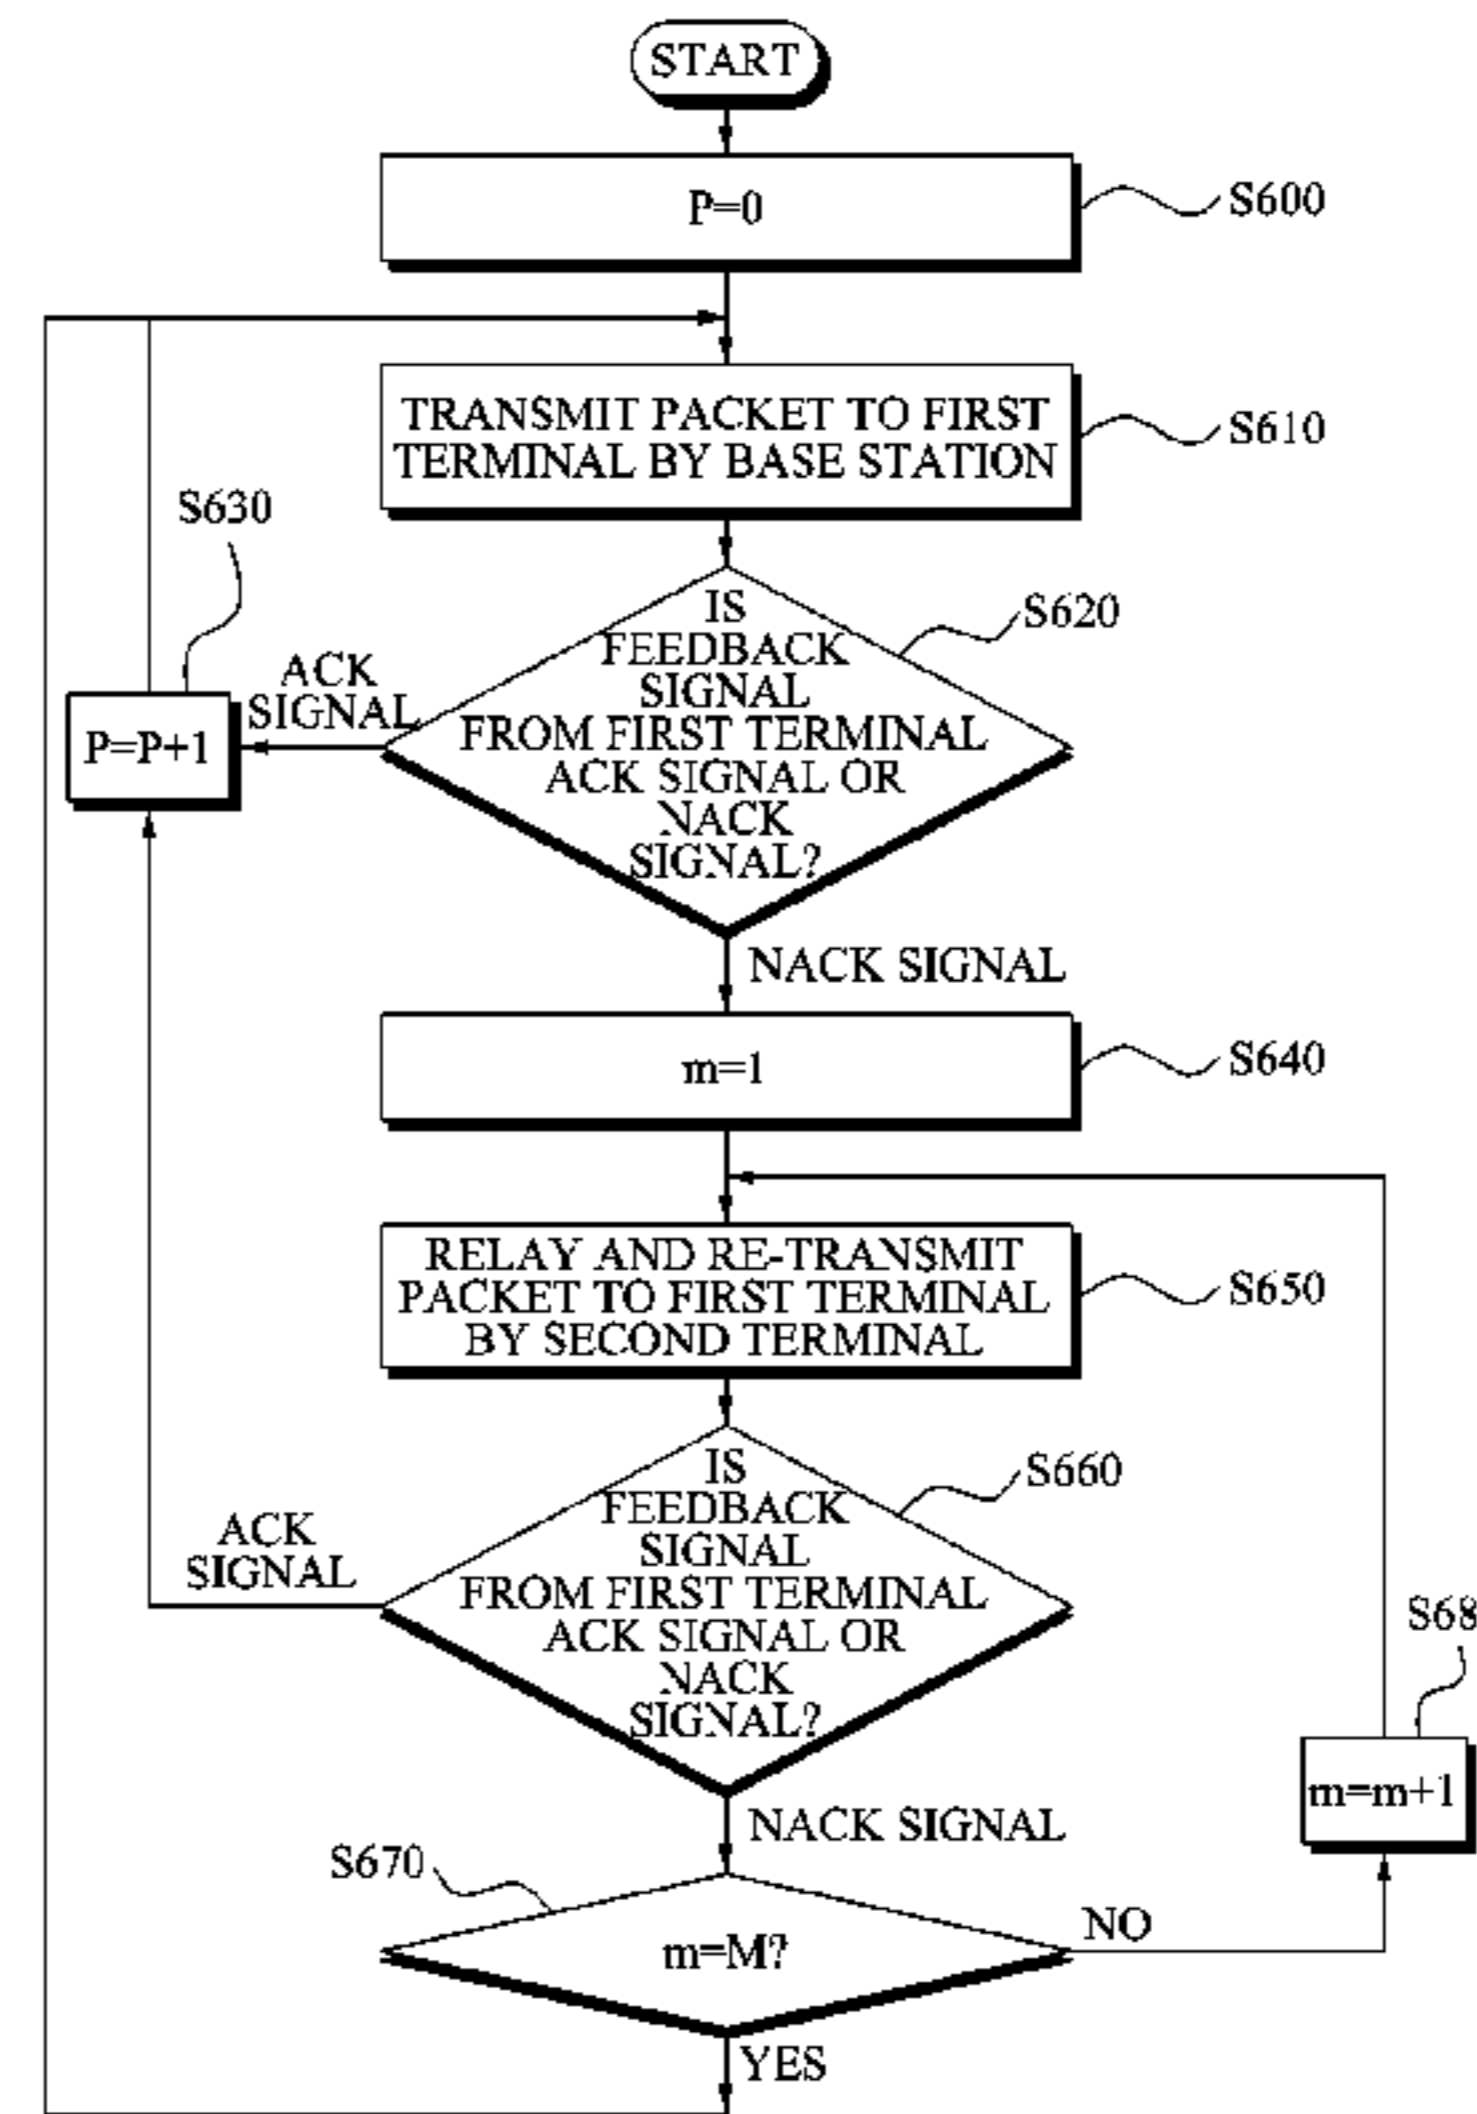 START
P=0
S600
TRANSMIT PACKET TO FIRST
TERMINAL BY BASE STATION
S610
S630
IS
FEEDBACK
SIGNAL
FROM FIRST TERMINAL
ACK SIGNAL OR
NACK
SIGNAL?
S620
ACK
SIGNAL
P=P+1
NACK SIGNAL
m=1
S640
RELAY AND RE-TRANSMIT
PACKET TO FIRST TERMINAL
BY SECOND TERMINAL
S650
IS
FEEDBACK
SIGNAL
FROM FIRST TERMINAL
ACK SIGNAL OR
NACK
SIGNAL?
S660
ACK
SIGNAL
S68
m=m+1
NACK SIGNAL
S670
m=M?
NO
YES